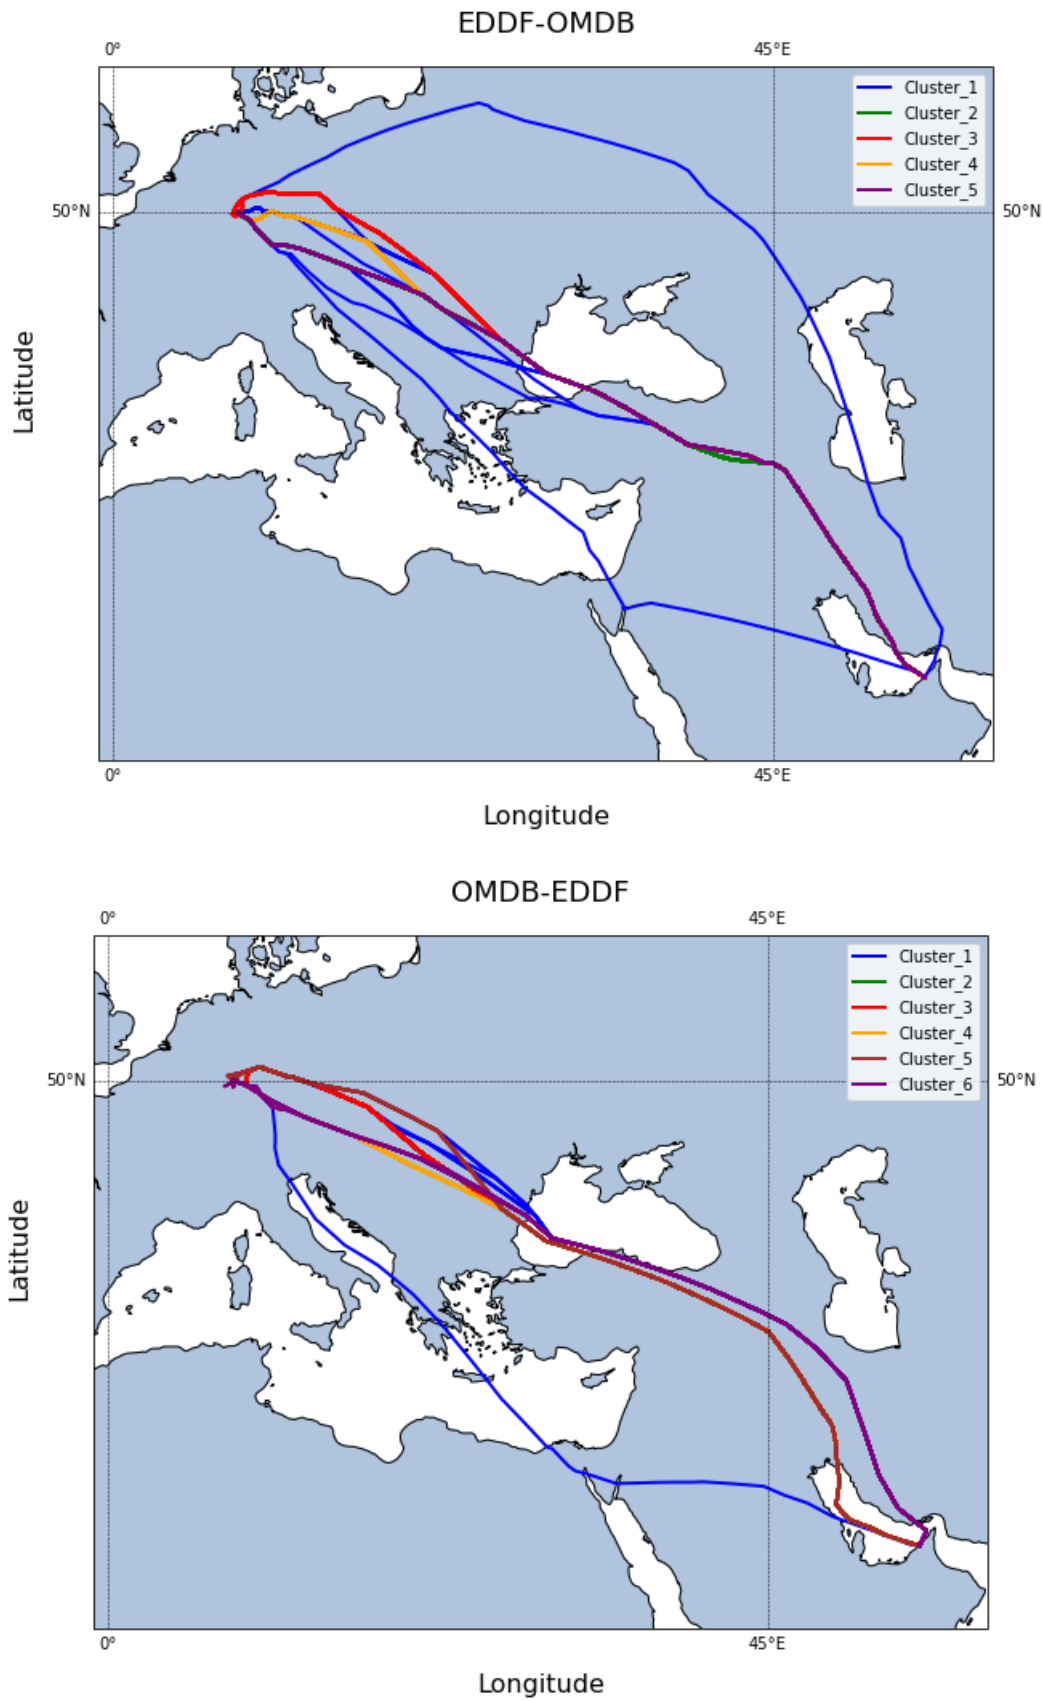 EDDF-OMDB
0° 45°E
Cluster_1
Cluster_2
Cluster_3
Cluster_4
Cluster_5
50°N 50°N
Latitude
0° 45°E
Longitude
OMDB-EDDF
0° 45°E
Cluster_1
Cluster_2
Cluster_3
Cluster_4
Cluster_5
Cluster_6
50°N 50°N
Latitude
0° 45°E
Longitude